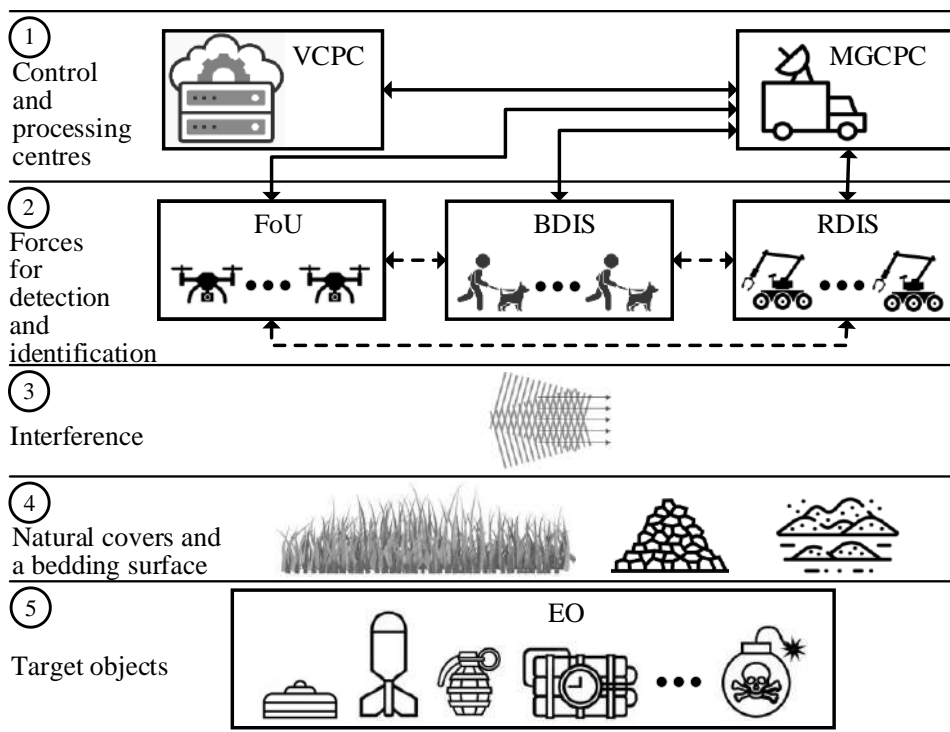 1
Control
and
processing
centres
VCPC
MGCPC
2
Forces
for
detection
and
identification
FoU
BDIS
RDIS
3
Interference
4
Natural covers and
a bedding surface
5
Target objects
EO